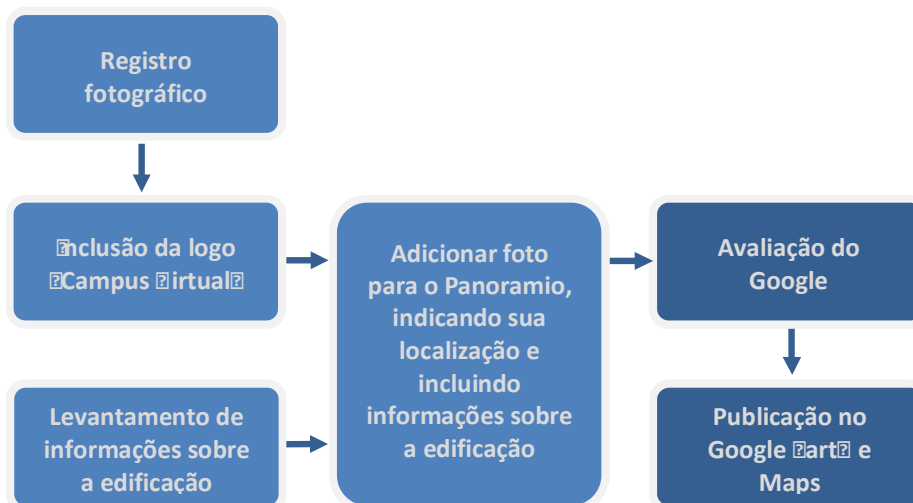 Registro
fotográfico
da logo
Campus
Adicionar foto
para o Panoramio,
indicando sua
localização e
incluindo
informações sobre
a edificação
Levantamento de
informações sobre
a edificação
Avaliação do
Google
Publicação no
Google e
Maps